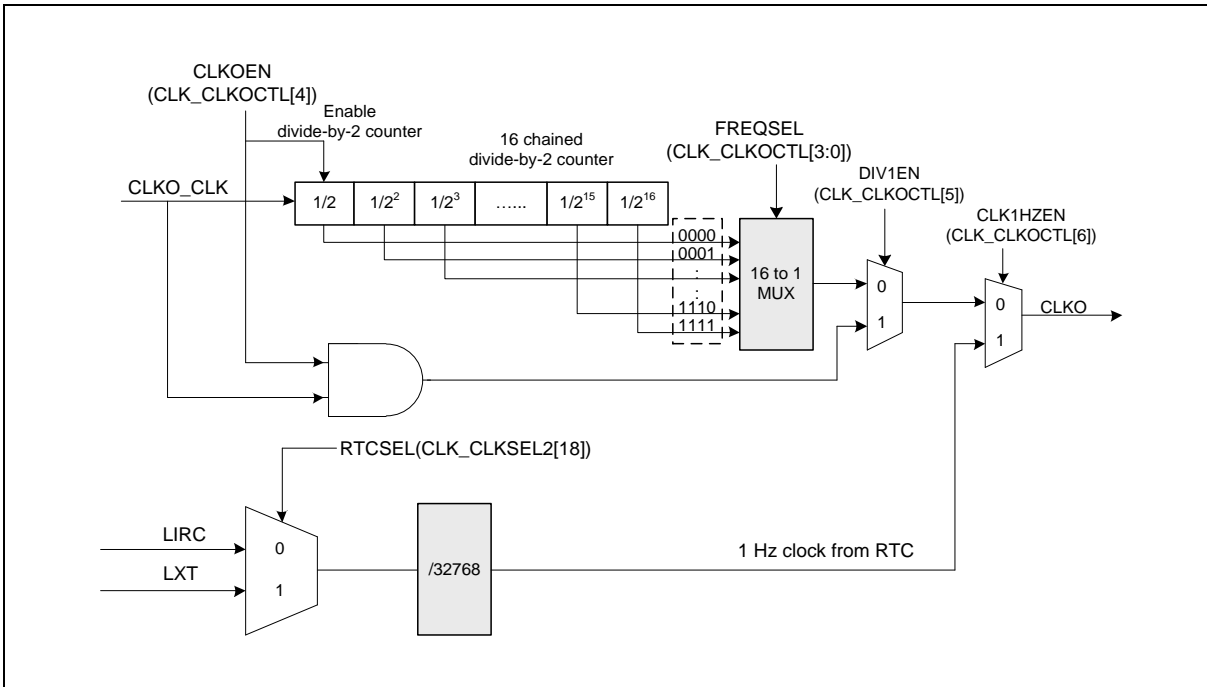 CLKOEN
(CLK_CLKOCTL[4])
Enable
divide-by-2 counter
16 chained
divide-by-2 counter
FREQSEL
(CLK_CLKOCTL[3:0])
DIV1EN
(CLK_CLKOCTL[5])
CLK1HZEN
(CLK_CLKOCTL[6])
CLKO_CLK
1/2 1/2² 1/2³ …... 1/2¹⁵ 1/2¹⁶
0000
0001
:
:
1110
1111
16 to 1
MUX
0
1
0
1
CLKO
RTCSEL(CLK_CLKSEL2[18])
LIRC
LXT
0
1
/32768
1 Hz clock from RTC